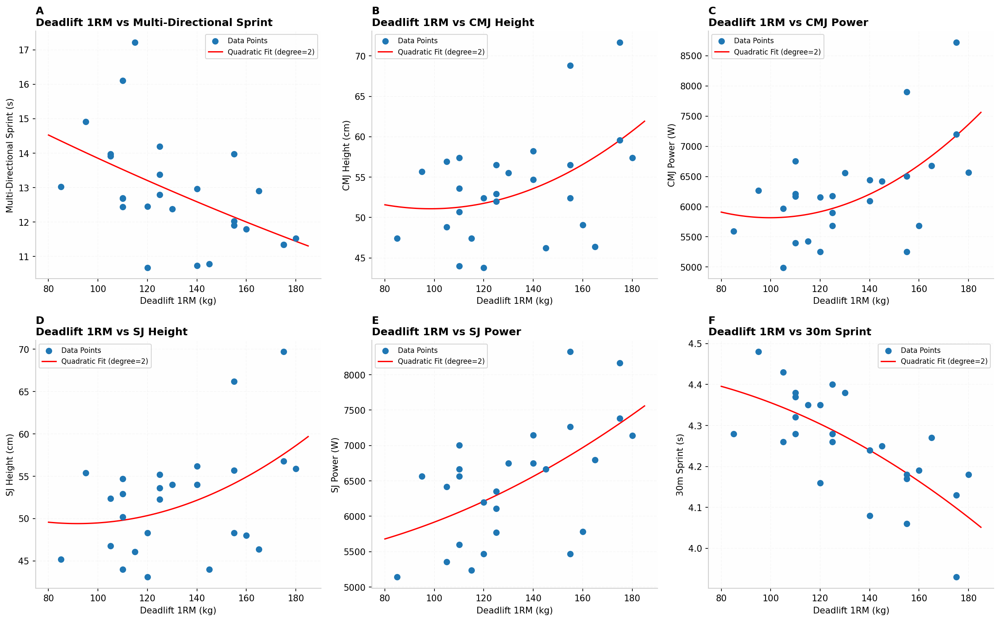 A
Deadlift 1RM vs Multi-Directional Sprint
Data Points
Quadratic Fit (degree=2)
Multi-Directional Sprint (s)
17
16
15
14
13
12
11
80 100 120 140 160 180
Deadlift 1RM (kg)
B
Deadlift 1RM vs CMJ Height
Data Points
Quadratic Fit (degree=2)
CMJ Height (cm)
70
65
60
55
50
45
80 100 120 140 160 180
Deadlift 1RM (kg)
C
Deadlift 1RM vs CMJ Power
Data Points
Quadratic Fit (degree=2)
CMJ Power (W)
8500
8000
7500
7000
6500
6000
5500
5000
80 100 120 140 160 180
Deadlift 1RM (kg)
D
Deadlift 1RM vs SJ Height
Data Points
Quadratic Fit (degree=2)
SJ Height (cm)
70
65
60
55
50
45
80 100 120 140 160 180
Deadlift 1RM (kg)
E
Deadlift 1RM vs SJ Power
Data Points
Quadratic Fit (degree=2)
SJ Power (W)
8000
7500
7000
6500
6000
5500
5000
80 100 120 140 160 180
Deadlift 1RM (kg)
F
Deadlift 1RM vs 30m Sprint
Data Points
Quadratic Fit (degree=2)
30m Sprint (s)
4.5
4.4
4.3
4.2
4.1
4.0
80 100 120 140 160 180
Deadlift 1RM (kg)